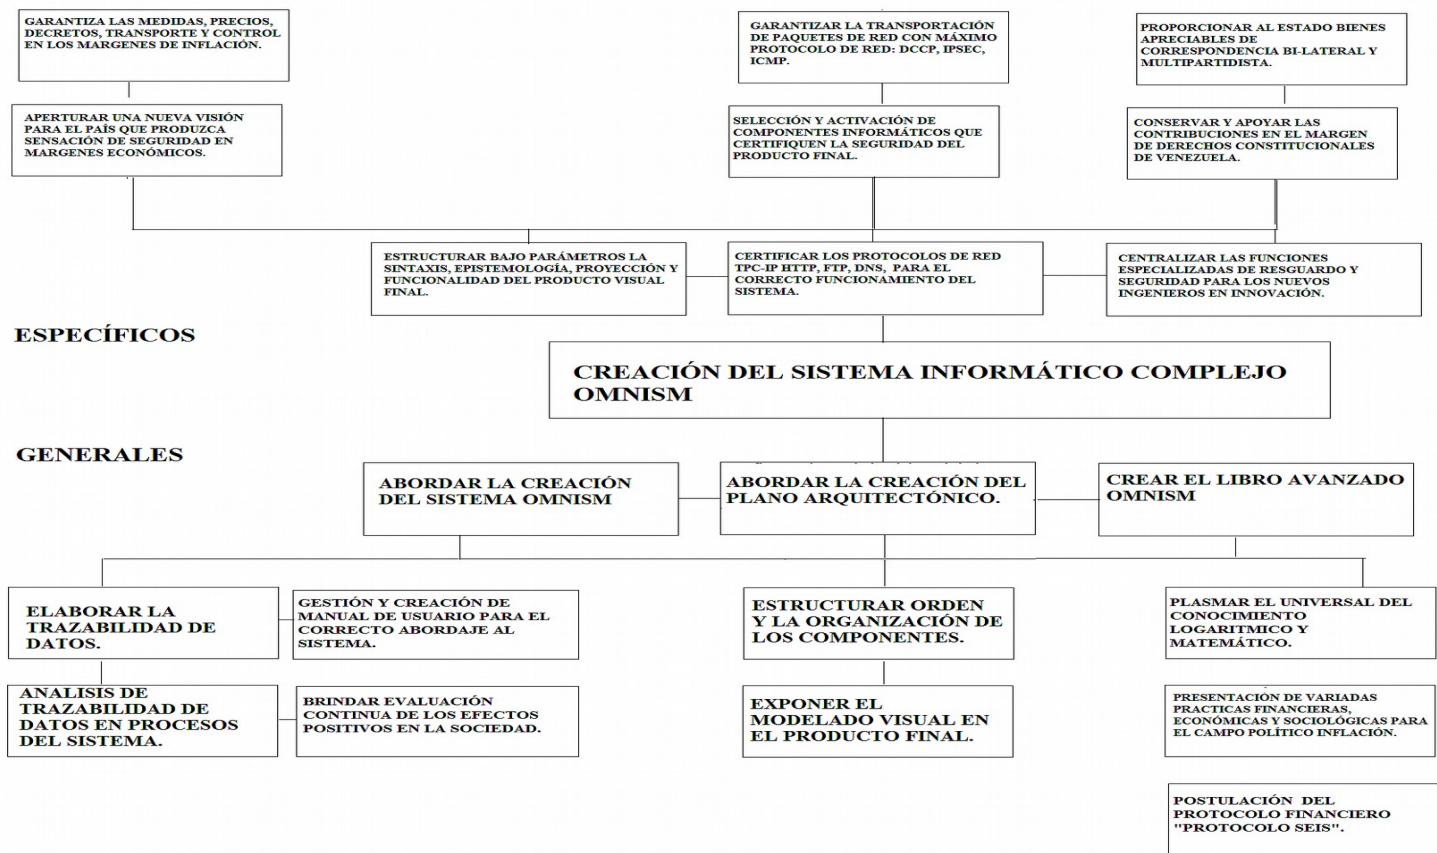 GARANTIZA LAS MEDIDAS, PRECIOS,
DECRETOS, TRANSPORTE Y CONTROL
EN LOS MARGENES DE INFLACIÓN.
GARANTIZAR LA TRANSPORTACIÓN
DE PAQUETES DE RED CON MÁXIMO
PROTOCOLO DE RED: DCCP, IPSEC,
ICMP.
PROPORCIONAR AL ESTADO BIENES
APRECIABLES DE
CORRESPONDENCIA BI-LATERAL Y
MULTIPARTIDISTA.
APERTURAR UNA NUEVA VISIÓN
PARA EL PAÍS QUE PRODUZCA
SENSACIÓN DE SEGURIDAD EN
MARGENES ECONÓMICOS.
SELECCIÓN Y ACTIVACIÓN DE
COMPONENTES INFORMÁTICOS QUE
CERTIFIQUEN LA SEGURIDAD DEL
PRODUCTO FINAL.
CONSERVAR Y APOYAR LAS
CONTRIBUCIONES EN EL MARGEN
DE DERECHOS CONSTITUCIONALES
DE VENEZUELA.
ESTRUCTURAR BAJO PARÁMETROS LA
SINTAXIS, EPISTEMOLOGÍA, PROYECCIÓN Y
FUNCIONALIDAD DEL PRODUCTO VISUAL
FINAL.
CERTIFICAR LOS PROTOCOLOS DE RED
TPC-IP HTTP, FTP, DNS, PARA EL
CORRECTO FUNCIONAMIENTO DEL
SISTEMA.
CENTRALIZAR LAS FUNCIONES
ESPECIALIZADAS DE RESGUARDO Y
SEGURIDAD PARA LOS NUEVOS
INGENIEROS EN INNOVACIÓN.
ESPECÍFICOS
CREACIÓN DEL SISTEMA INFORMÁTICO COMPLEJO
OMNISM
GENERALES
ABORDAR LA CREACIÓN
DEL SISTEMA OMNISM
ABORDAR LA CREACIÓN DEL
PLANO ARQUITECTÓNICO.
CREAR EL LIBRO AVANZADO
OMNISM
ELABORAR LA
TRAZABILIDAD DE
DATOS.
GESTIÓN Y CREACIÓN DE
MANUAL DE USUARIO PARA EL
CORRECTO ABORDAJE AL
SISTEMA.
ESTRUCTURAR ORDEN
Y LA ORGANIZACIÓN DE
LOS COMPONENTES.
PLASMAR EL UNIVERSAL DEL
CONOCIMIENTO
LOGARITMICO Y
MATEMÁTICO.
ANALISIS DE
TRAZABILIDAD DE
DATOS EN PROCESOS
DEL SISTEMA.
BRINDAR EVALUACIÓN
CONTINUA DE LOS EFECTOS
POSITIVOS EN LA SOCIEDAD.
EXPONER EL
MODELADO VISUAL EN
EL PRODUCTO FINAL.
PRESENTACIÓN DE VARIADAS
PRACTICAS FINANCIERAS,
ECONÓMICAS Y SOCIOLÓGICAS PARA
EL CAMPO POLÍTICO INFLACIÓN.
POSTULACIÓN DEL
PROTOCOLO FINANCIERO
"PROTOCOLO SEIS".